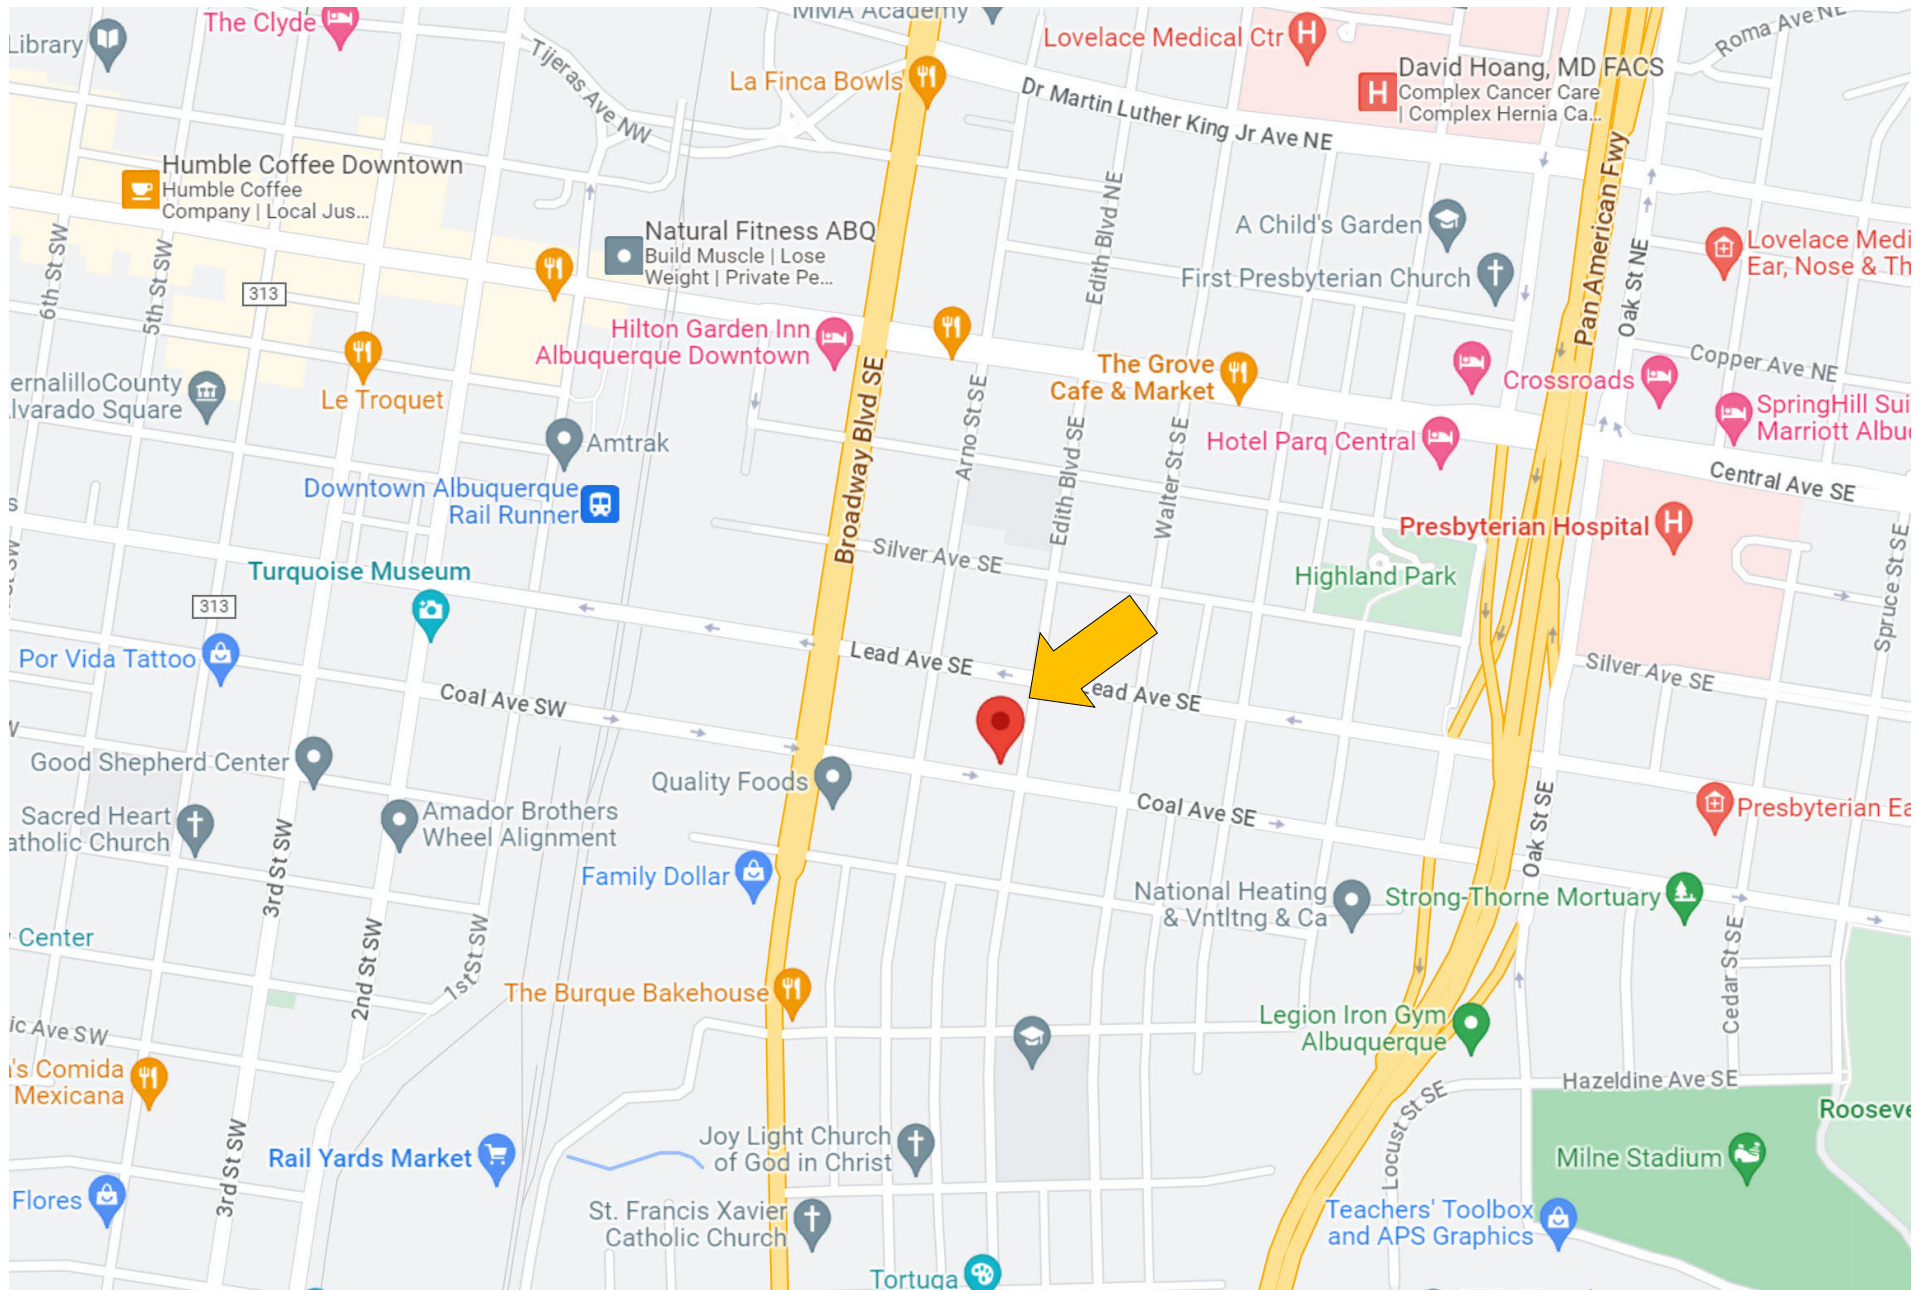 The Clyde
MMA Academy
Library
Tijeras Ave NW
La Finca Bowls
Lovelace Medical Ctr
David Hoang, MD FACS
Complex Cancer Care
| Complex Hernia Ca...
Roma Ave NE
Dr Martin Luther King Jr Ave NE
Pan American Fwy
Humble Coffee Downtown
Humble Coffee
Company | Local Jus...
6th St SW
5th St SW
313
Natural Fitness ABQ
Build Muscle | Lose
Weight | Private Pe...
Edith Blvd NE
A Child's Garden
First Presbyterian Church
Oak St NE
Lovelace Medi
Ear, Nose & Th
Hilton Garden Inn
Albuquerque Downtown
The Grove
Cafe & Market
Crossroads
Copper Ave NE
SpringHill Sui
Marriott Albu
ernalilloCounty
lvarado Square
Le Troquet
Broadway Blvd SE
Arno St SE
Edith Blvd SE
Walter St SE
Hotel Parq Central
Amtrak
Downtown Albuquerque
Rail Runner
Central Ave SE
Presbyterian Hospital
Silver Ave SE
Highland Park
Spruce St SE
Turquoise Museum
313
Por Vida Tattoo
Lead Ave SE
Lead Ave SE
Silver Ave SE
Coal Ave SW
Good Shepherd Center
Quality Foods
Coal Ave SE
Oak St SE
Presbyterian Ea
Sacred Heart
atholic Church
Amador Brothers
Wheel Alignment
3rd St SW
Family Dollar
National Heating
& Vntltng & Ca
Strong-Thorne Mortuary
Center
2nd St SW
1st St SW
Cedar St SE
The Burque Bakehouse
Legion Iron Gym
Albuquerque
ic Ave SW
's Comida
Mexicana
Hazeldine Ave SE
Locust St SE
Rooseve
3rd St SW
Rail Yards Market
Joy Light Church
of God in Christ
Milne Stadium
Flores
St. Francis Xavier
Catholic Church
Teachers' Toolbox
and APS Graphics
Tortuga